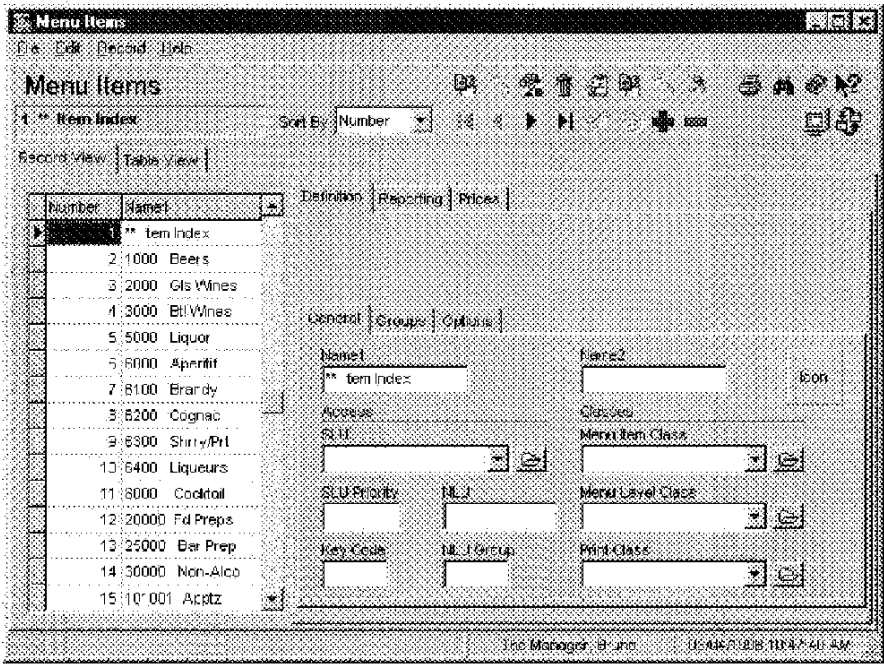 Menu Items
File Edit Record Help
Menu Items
1 ** Item Index
Sort By Number
Record View Table View
Definition Reporting Prices
Number Name1
1 ** Item Index
2 1000 Beers
3 2000 Gls Wines
4 3000 Btl Wines
5 5000 Liquor
6 6000 Aperitif
7 6100 Brandy
8 6200 Cognac
9 6300 Shrry/Prt
10 6400 Liqueurs
11 8000 Cocktail
12 20000 Fd Preps
13 25000 Bar Prep
14 30000 Non-Alco
15 101001 Apptz
General Groups Options
Name1 Name2
** Item Index
Icon
Access Classes
SLU Menu Item Class
SLU Priority NLU Menu Level Class
Key Code NLU Group Print Class
The Manager, Bruno 10:47:40 AM